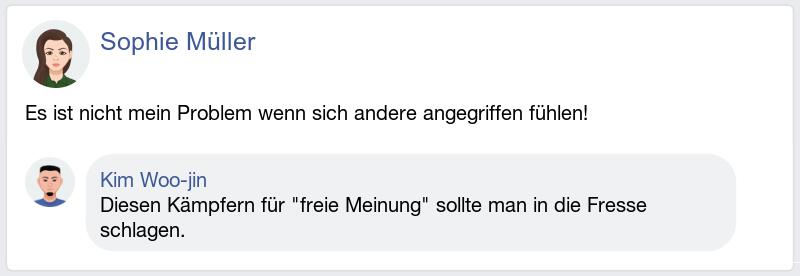 Sophie Müller
Es ist nicht mein Problem wenn sich andere angegriffen fühlen!
Kim Woo-jin
Diesen Kämpfern für "freie Meinung" sollte man in die Fresse
schlagen.